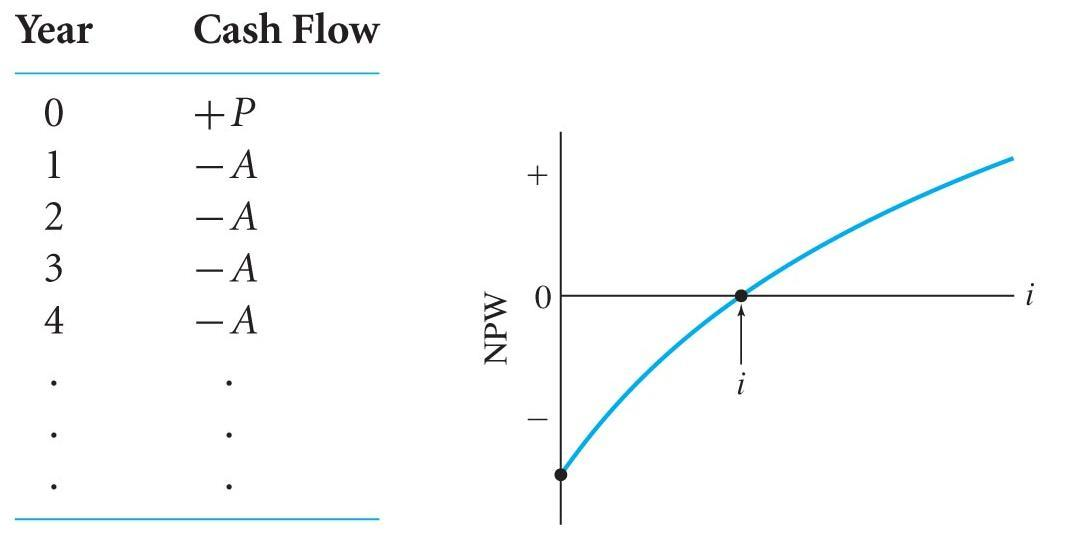 Year Cash Flow
0 +P
1 −A
2 −A
3 −A
4 −A
. .
. .
. .
NPW
+
0
−
i
i